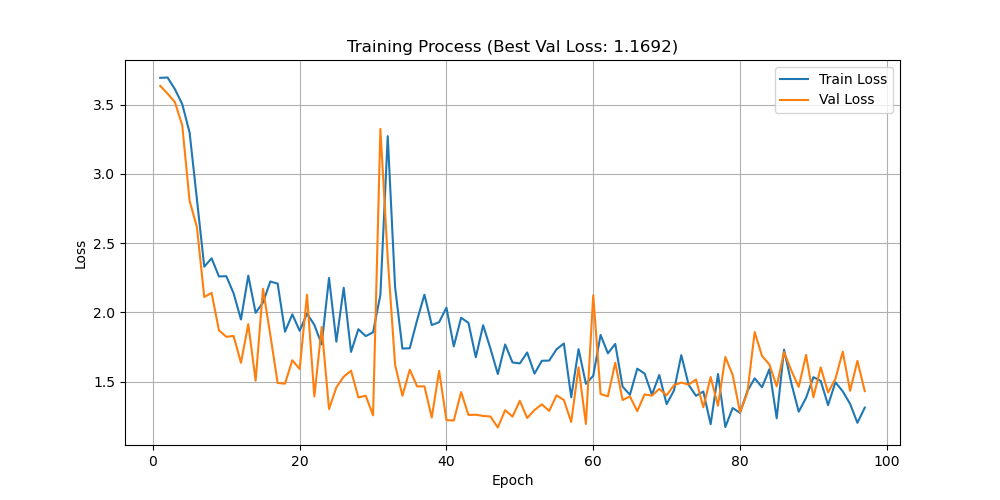 Training Process (Best Val Loss: 1.1692)
Train Loss
Val Loss
3.5
3.0
2.5
2.0
1.5
Loss
0 20 40 60 80 100
Epoch